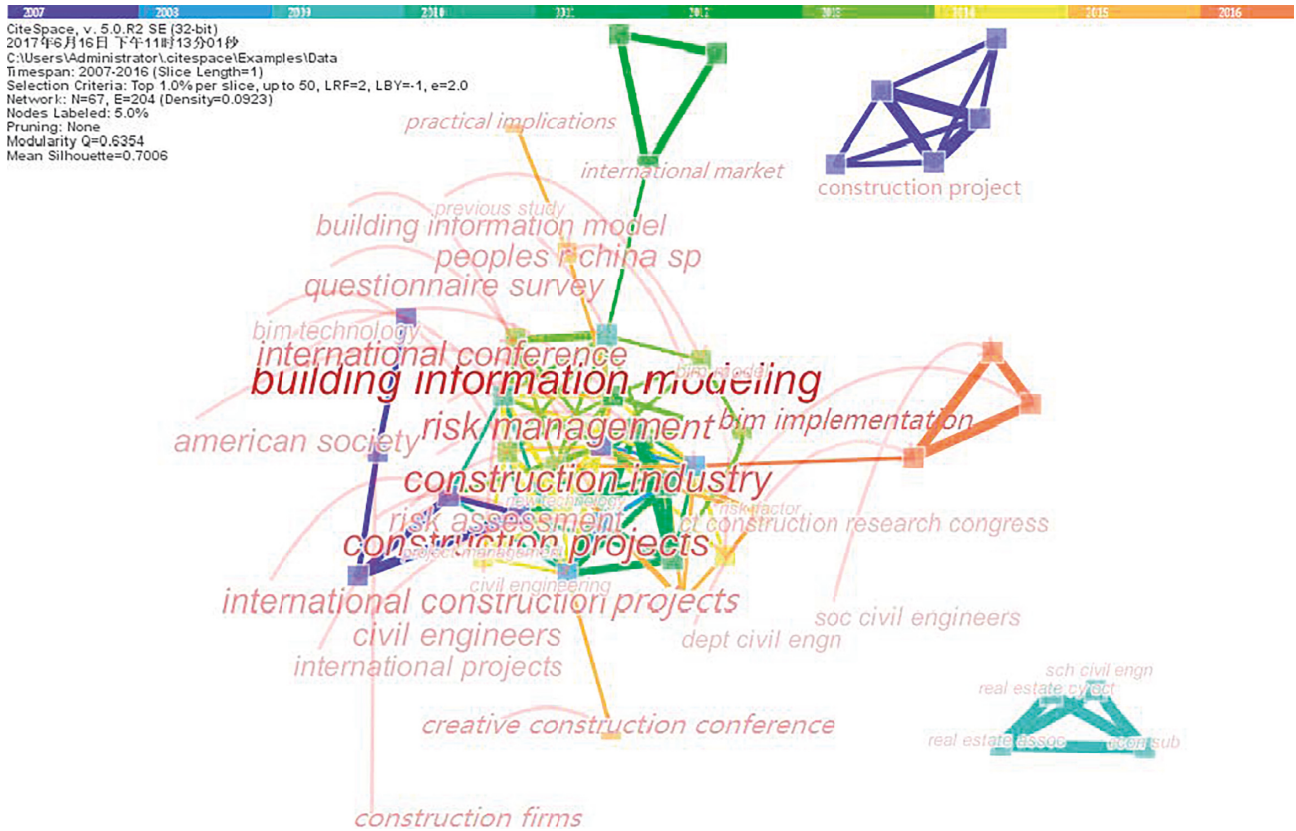 2007 2008 2009 2010 2011 2012 2013 2014 2015 2016
CiteSpace, v. 5.0.R2 SE (32-bit)
2017年6月16日 下午11时13分01秒
C:\Users\Administrator\.citespace\Examples\Data
Timespan: 2007-2016 (Slice Length=1)
Selection Criteria: Top 1.0% per slice, up to 50, LRF=2, LBY=-1, e=2.0
Network: N=67, E=204 (Density=0.0923)
Nodes Labeled: 5.0%
Pruning: None
Modularity Q=0.6354
Mean Silhouette=0.7006
practical implications
international market
construction project
previous study
building information model
peoples r china sp
questionnaire survey
bim technology
international conference
bim model
building information modeling
risk management
bim implementation
american society
construction industry
new technology
risk factor
risk assessment
ct construction research congress
construction projects
project management
civil engineering
international construction projects
soc civil engineers
civil engineers
dept civil engn
international projects
sch civil engn
real estate
creative construction conference
real estate assoc
econ sub
construction firms